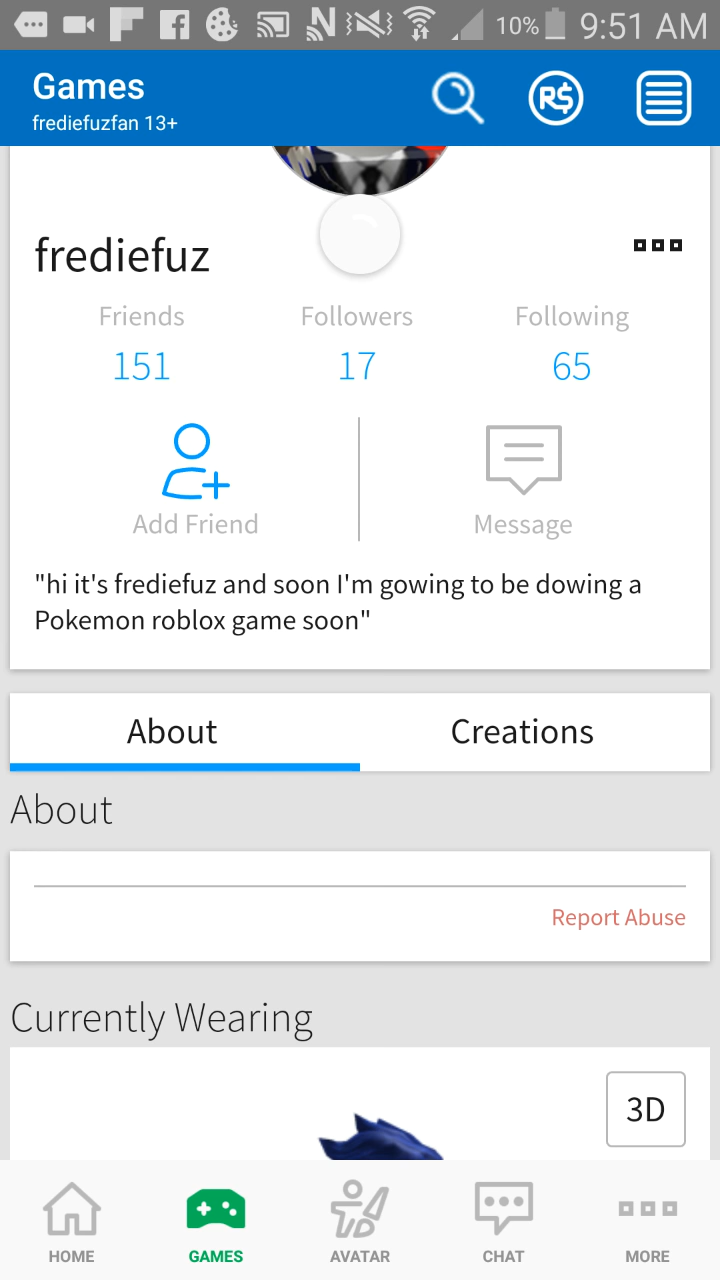 10% 9:51 AM
Games
frediefuzfan 13+
R$
frediefuz
Friends Followers Following
151 17 65
Add Friend Message
"hi it's frediefuz and soon I'm gowing to be dowing a
Pokemon roblox game soon"
About Creations
About
Report Abuse
Currently Wearing
3D
HOME GAMES AVATAR CHAT MORE